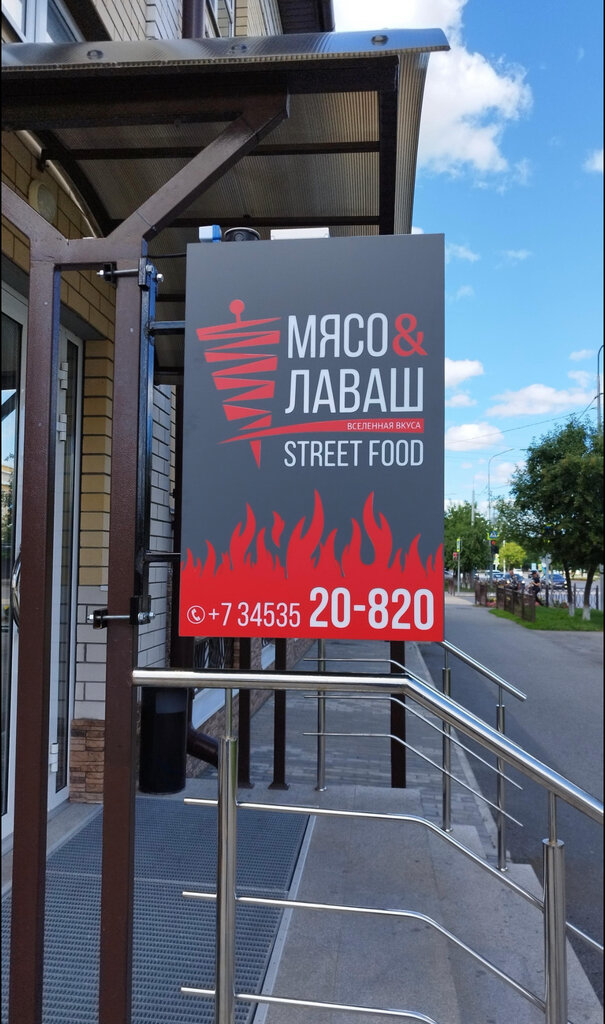 МЯСО&
ЛАВАШ
ВСЕЛЕННАЯ ВКУСА
STREET FOOD
+7 34535 20-820